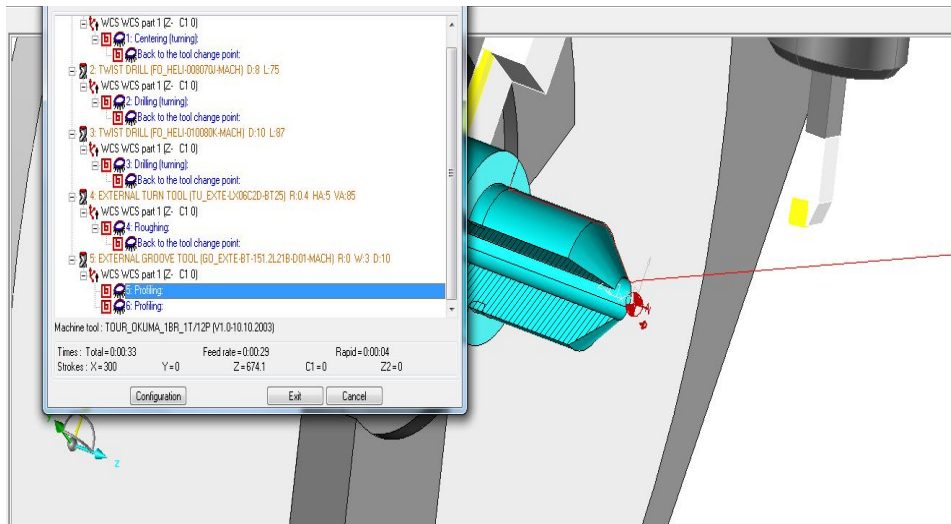 WCS WCS part 1 (Z- C1 0)
1: Centering (turning):
Back to the tool change point:
2: TWIST DRILL (FO_HELI-008070J-MACH) D:8 L:75
WCS WCS part 1 (Z- C1 0)
2: Drilling (turning):
Back to the tool change point:
3: TWIST DRILL (FO_HELI-010080K-MACH) D:10 L:87
WCS WCS part 1 (Z- C1 0)
3: Drilling (turning):
Back to the tool change point:
4: EXTERNAL TURN TOOL (TU_EXTE-LX06C2D-BT25) R:0.4 HA:5 VA:85
WCS WCS part 1 (Z- C1 0)
4: Roughing:
Back to the tool change point:
5: EXTERNAL GROOVE TOOL (GO_EXTE-BT-151.2L21B-D01-MACH) R:0 W:3 D:10
WCS WCS part 1 (Z- C1 0)
5: Profiling:
6: Profiling:
Machine tool : TOUR_OKUMA_1BR_1T/12P (V1.0-10.10.2003)
Times : Total = 0:00:33 Feed rate = 0:00:29 Rapid = 0:00:04
Strokes : X = 300 Y = 0 Z = 674.1 C1 = 0 Z2 = 0
Configuration Exit Cancel
z